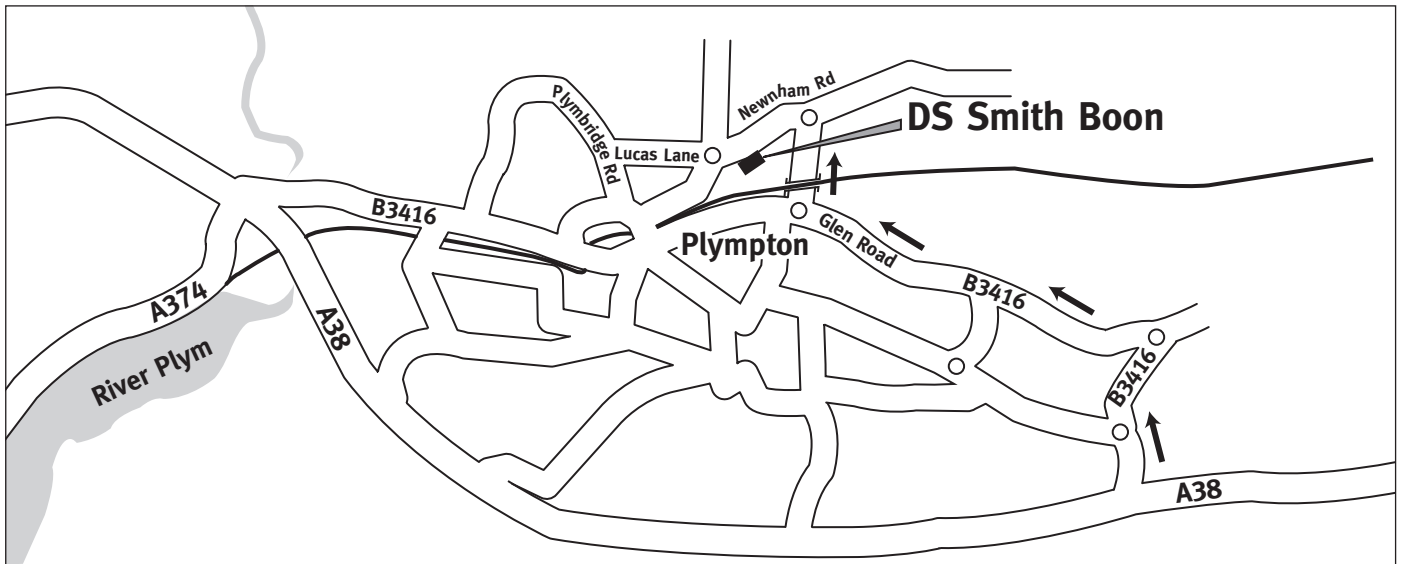 Newnham Rd
DS Smith Boon
Plymbridge Rd
Lucas Lane
B3416
Plympton
Glen Road
B3416
A374
A38
River Plym
B3416
A38